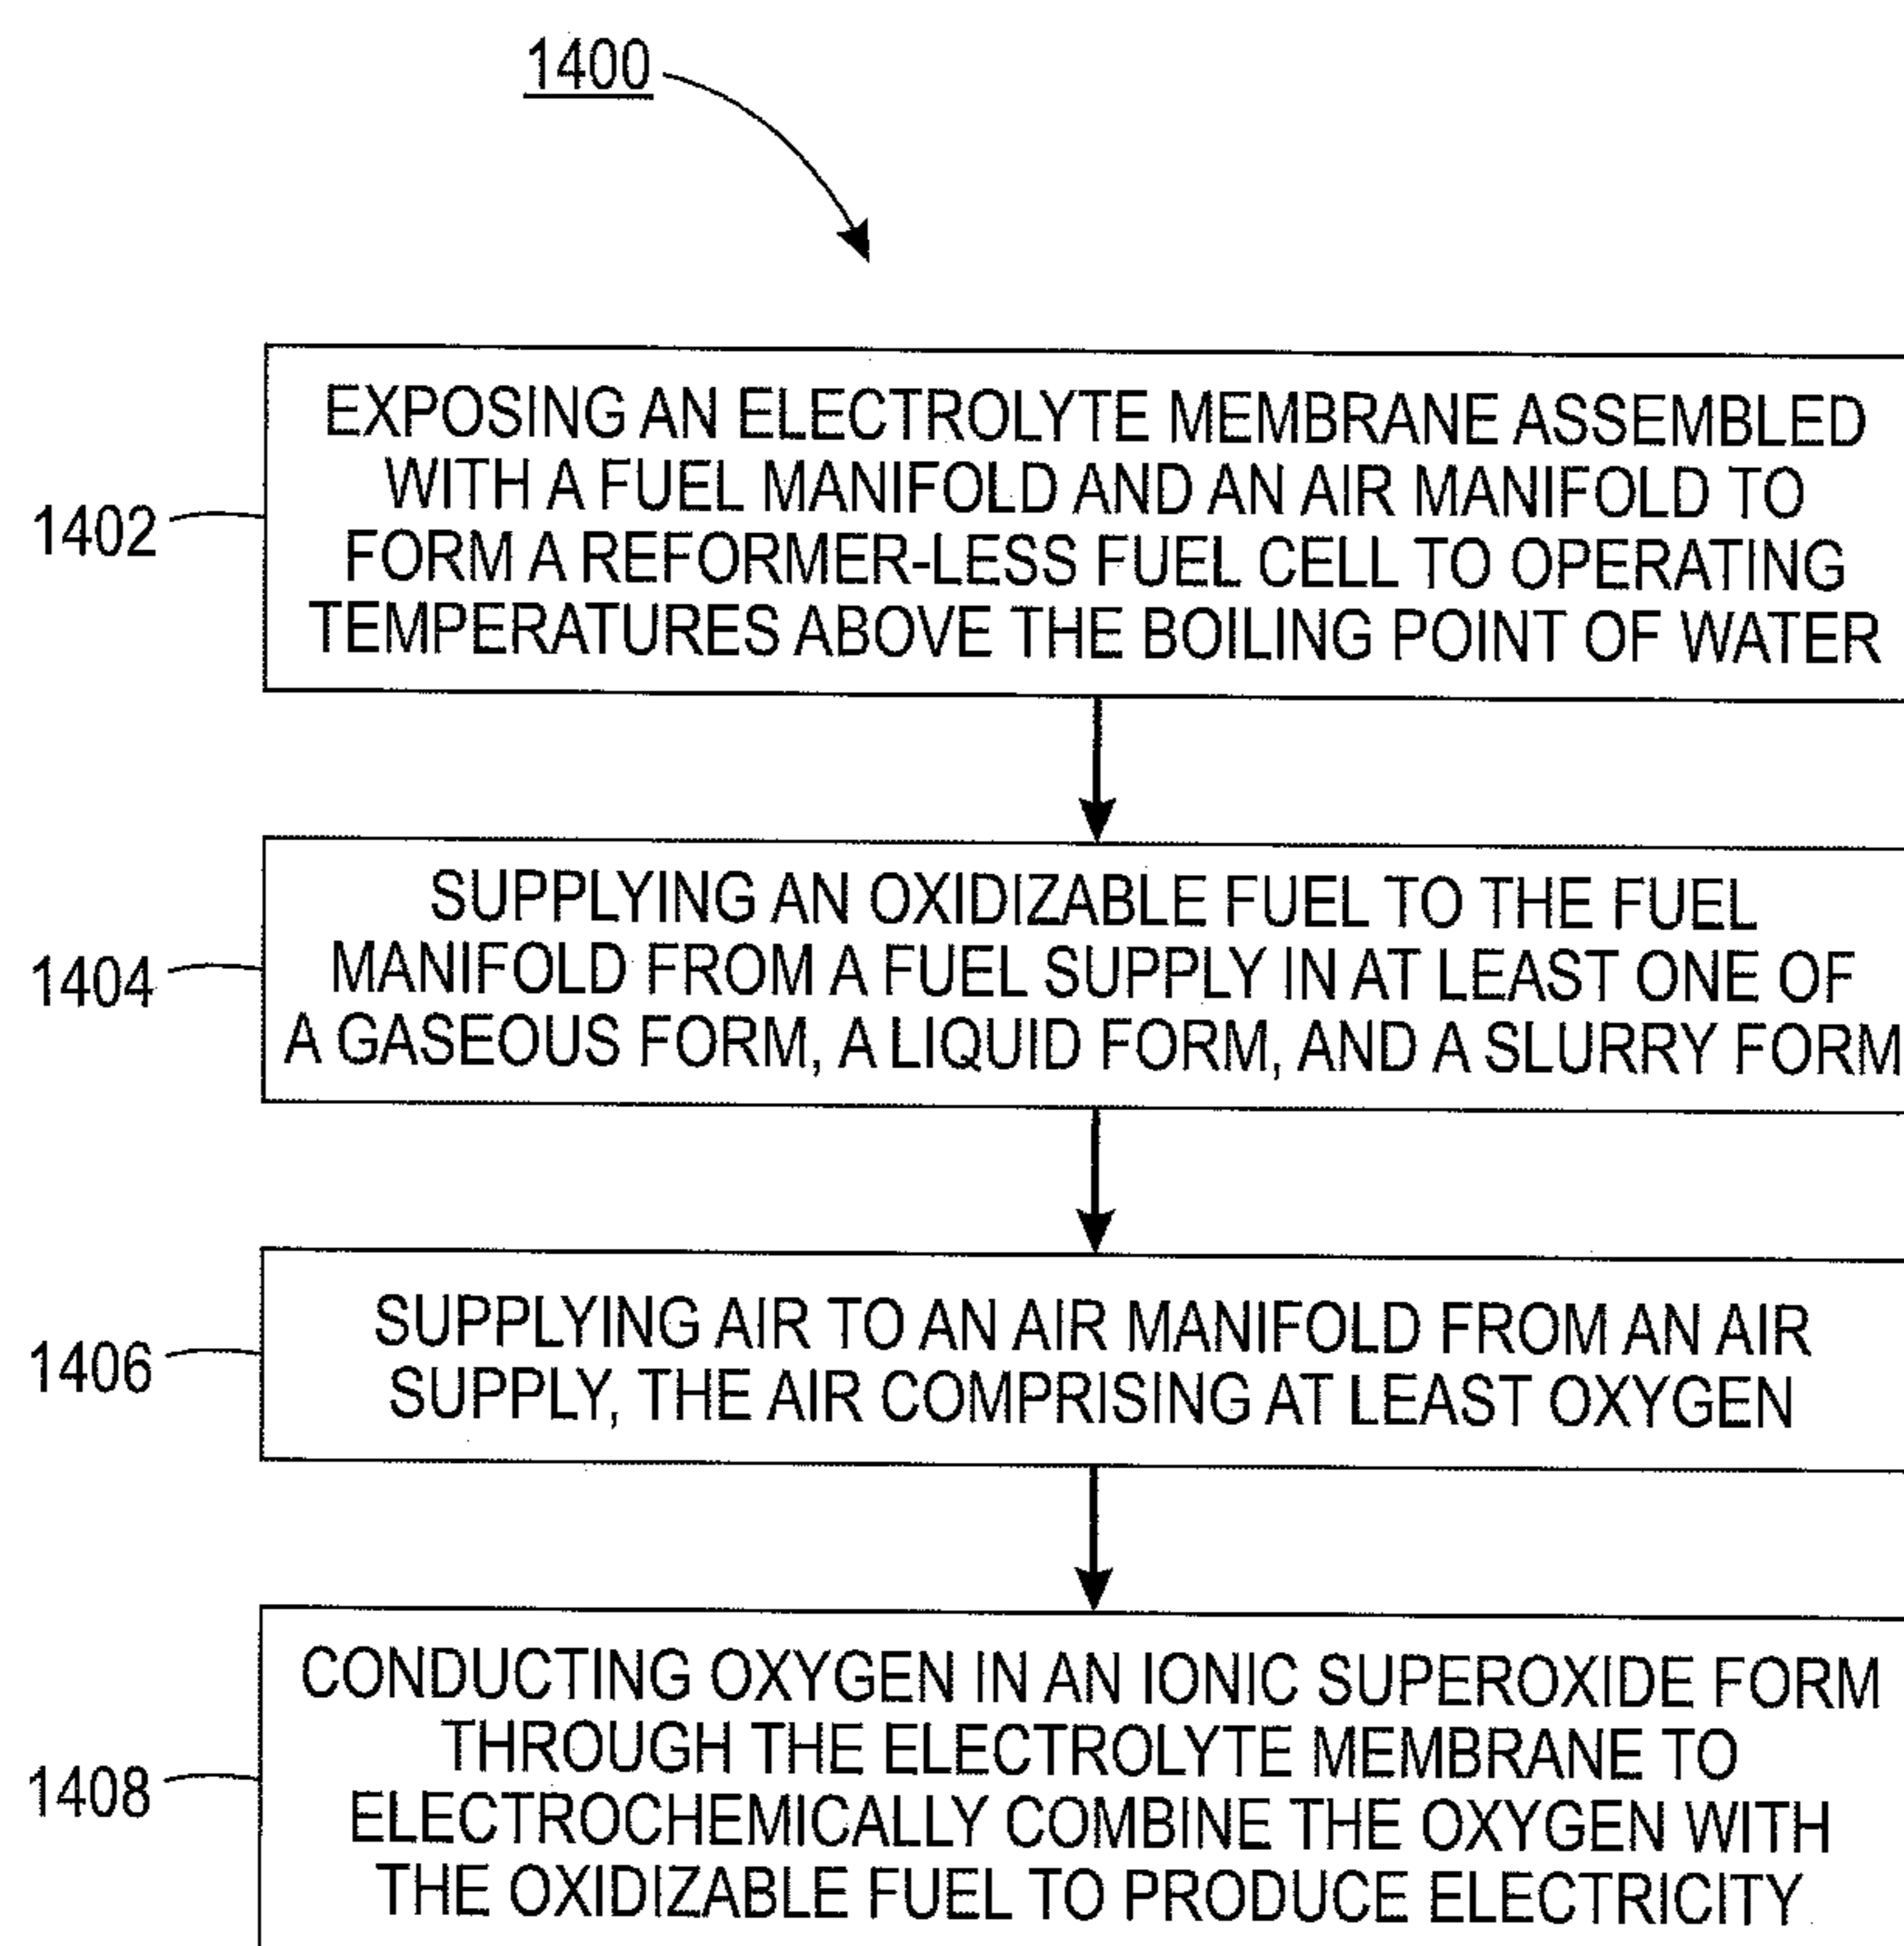 1400
EXPOSING AN ELECTROLYTE MEMBRANE ASSEMBLED
WITH A FUEL MANIFOLD AND AN AIR MANIFOLD TO
FORM A REFORMER-LESS FUEL CELL TO OPERATING
TEMPERATURES ABOVE THE BOILING POINT OF WATER
1402
SUPPLYING AN OXIDIZABLE FUEL TO THE FUEL
MANIFOLD FROM A FUEL SUPPLY IN AT LEAST ONE OF
A GASEOUS FORM, A LIQUID FORM, AND A SLURRY FORM
1404
SUPPLYING AIR TO AN AIR MANIFOLD FROM AN AIR
SUPPLY, THE AIR COMPRISING AT LEAST OXYGEN
1406
CONDUCTING OXYGEN IN AN IONIC SUPEROXIDE FORM
THROUGH THE ELECTROLYTE MEMBRANE TO
ELECTROCHEMICALLY COMBINE THE OXYGEN WITH
THE OXIDIZABLE FUEL TO PRODUCE ELECTRICITY
1408